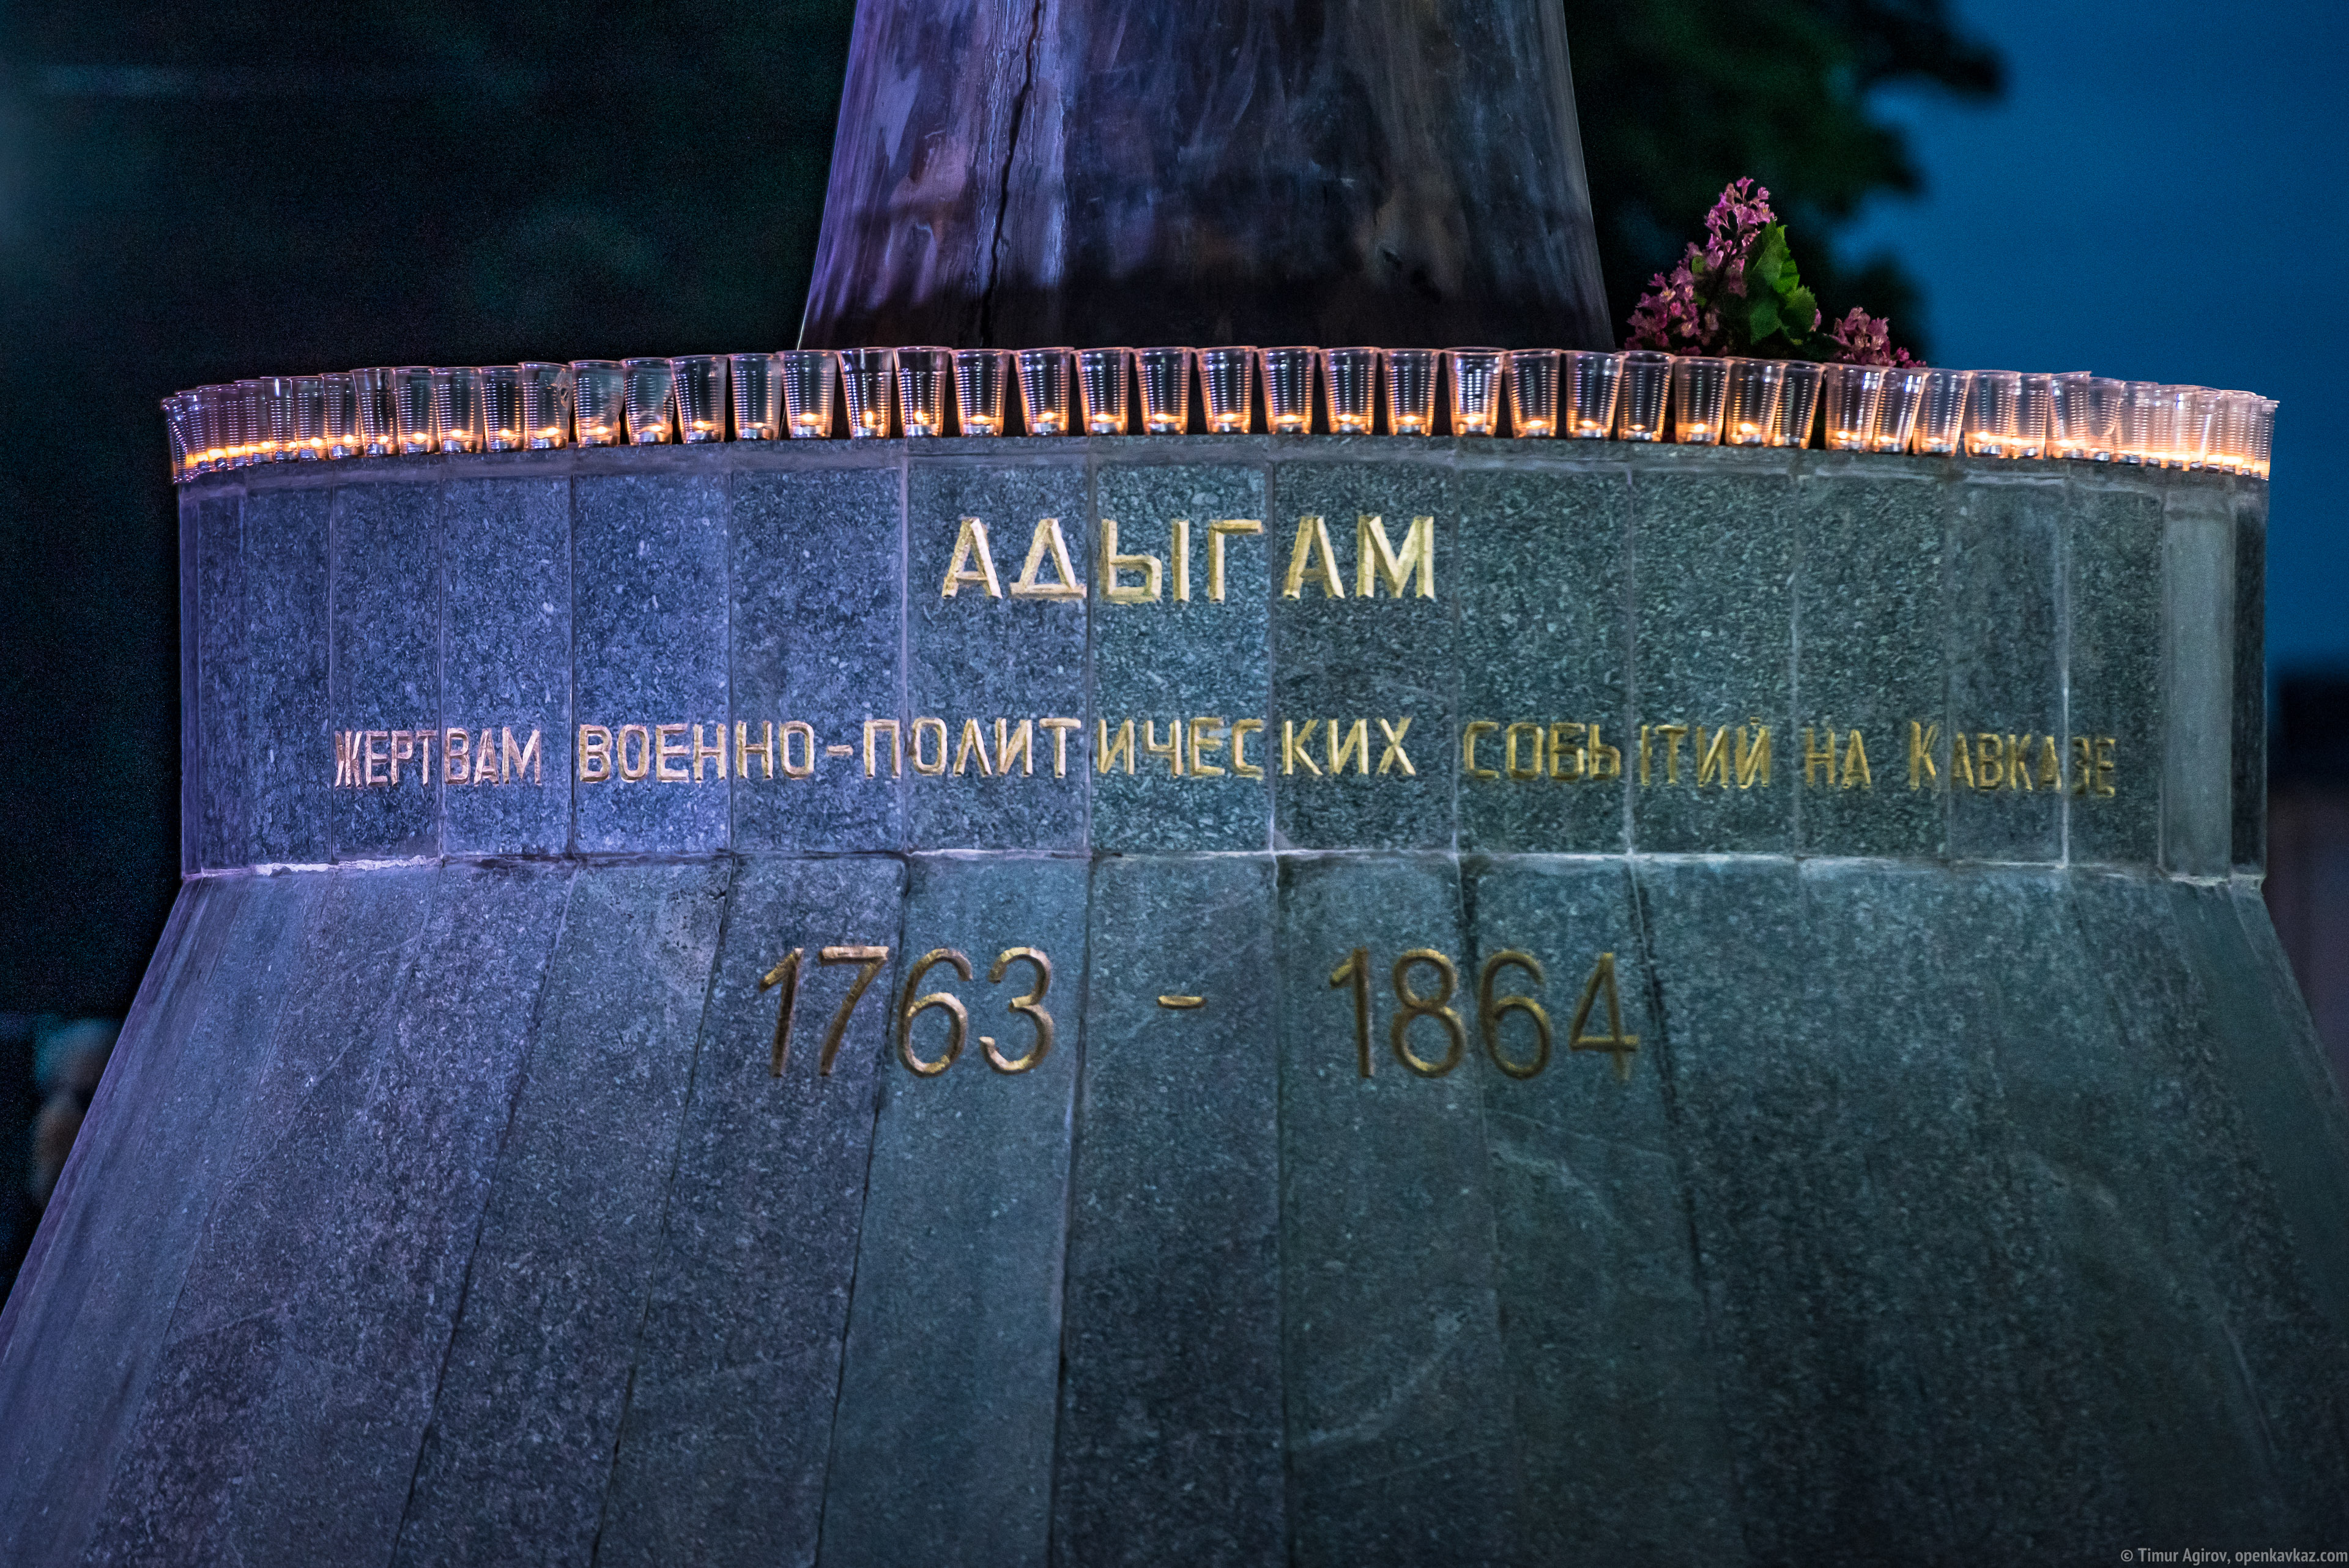 АДЫГАМ
ЖЕРТВАМ ВОЕННО-ПОЛИТИЧЕСКИХ СОБЫТИЙ НА КАВКАЗЕ
1763 - 1864
© Timur Agirov, openkavkaz.com